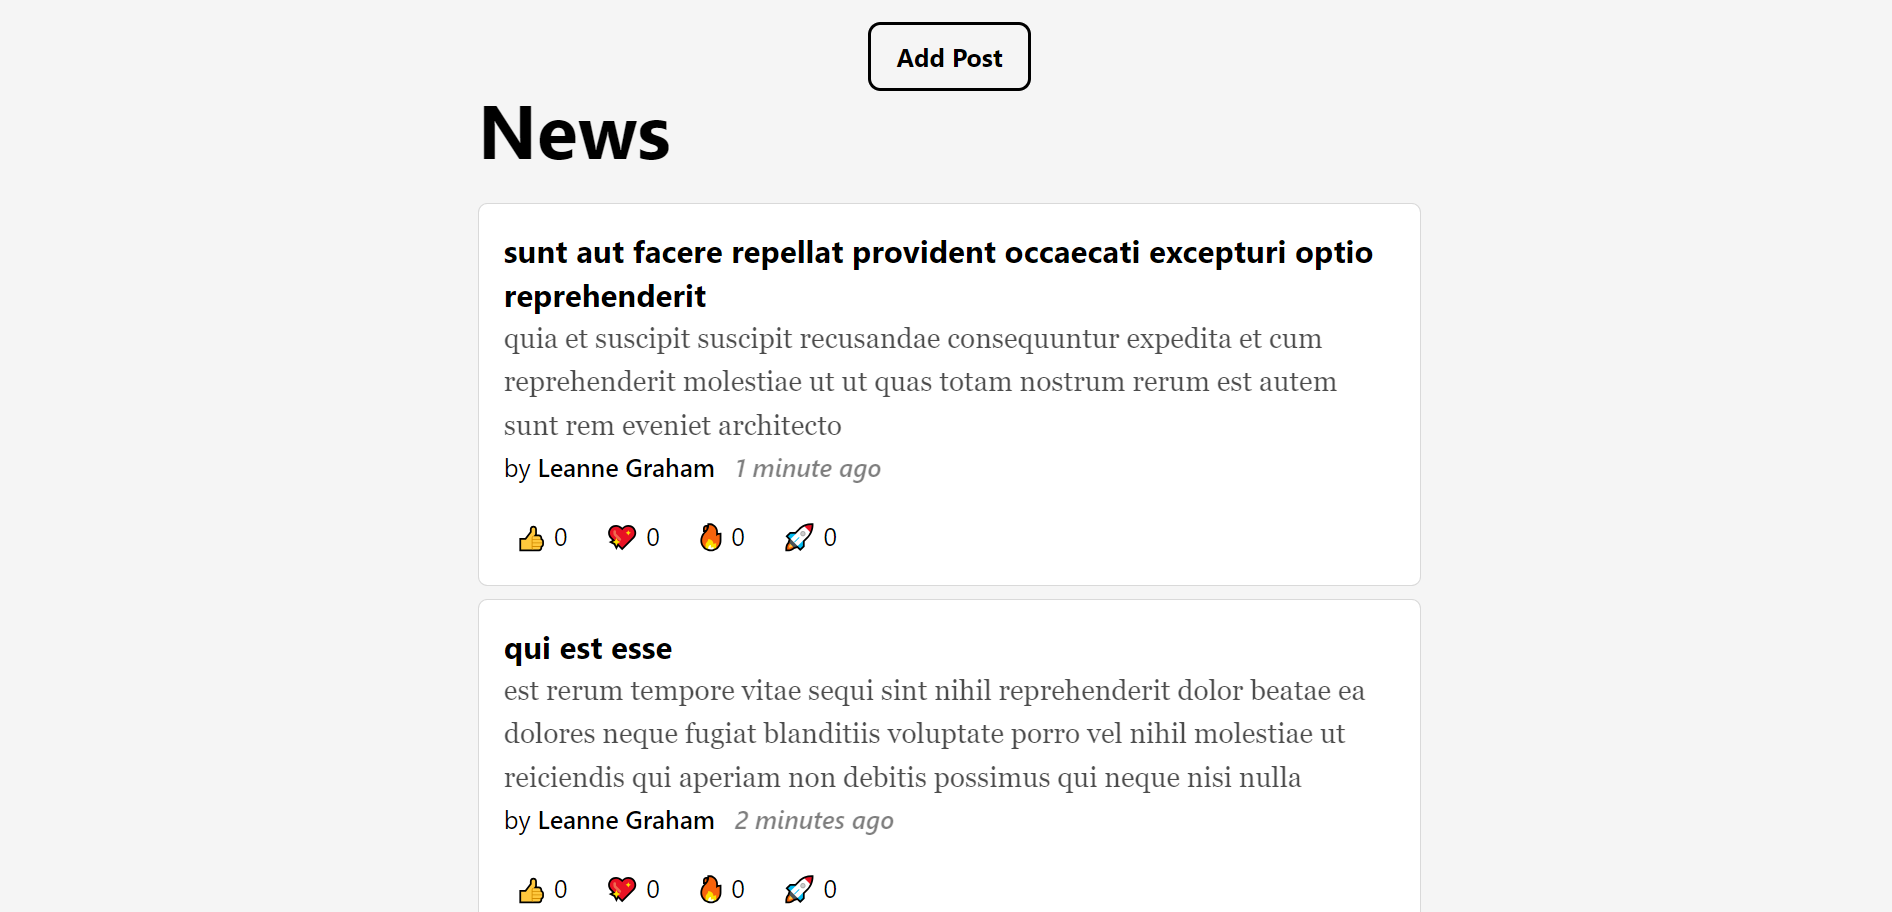 Add Post
News
sunt aut facere repellat provident occaecati excepturi optio
reprehenderit
quia et suscipit suscipit recusandae consequuntur expedita et cum
reprehenderit molestiae ut ut quas totam nostrum rerum est autem
sunt rem eveniet architecto
by Leanne Graham 1 minute ago
👍 0 💖 0 🔥 0 🚀 0
qui est esse
est rerum tempore vitae sequi sint nihil reprehenderit dolor beatae ea
dolores neque fugiat blanditiis voluptate porro vel nihil molestiae ut
reiciendis qui aperiam non debitis possimus qui neque nisi nulla
by Leanne Graham 2 minutes ago
👍 0 💖 0 🔥 0 🚀 0